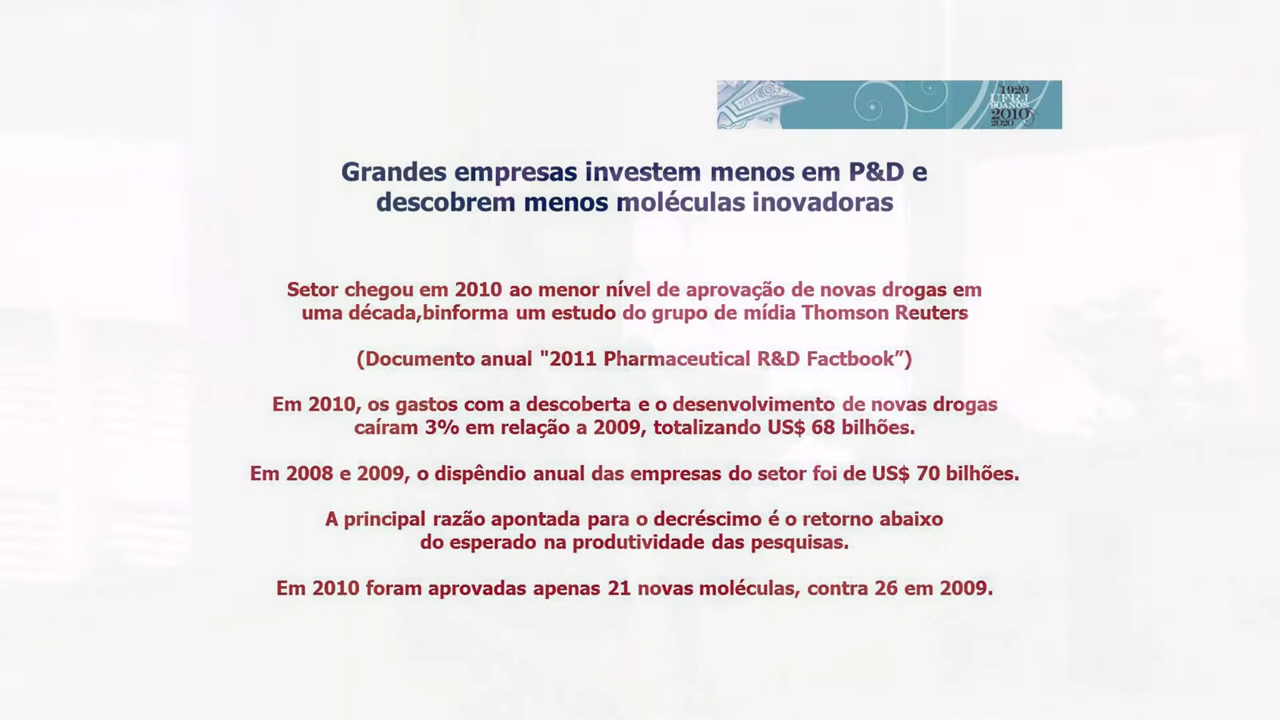 1920
UFRJ
90 ANOS
2010
2020
Grandes empresas investem menos em P&D e
descobrem menos moléculas inovadoras
Setor chegou em 2010 ao menor nível de aprovação de novas drogas em
uma década,binforma um estudo do grupo de mídia Thomson Reuters
(Documento anual "2011 Pharmaceutical R&D Factbook”)
Em 2010, os gastos com a descoberta e o desenvolvimento de novas drogas
caíram 3% em relação a 2009, totalizando US$ 68 bilhões.
Em 2008 e 2009, o dispêndio anual das empresas do setor foi de US$ 70 bilhões.
A principal razão apontada para o decréscimo é o retorno abaixo
do esperado na produtividade das pesquisas.
Em 2010 foram aprovadas apenas 21 novas moléculas, contra 26 em 2009.